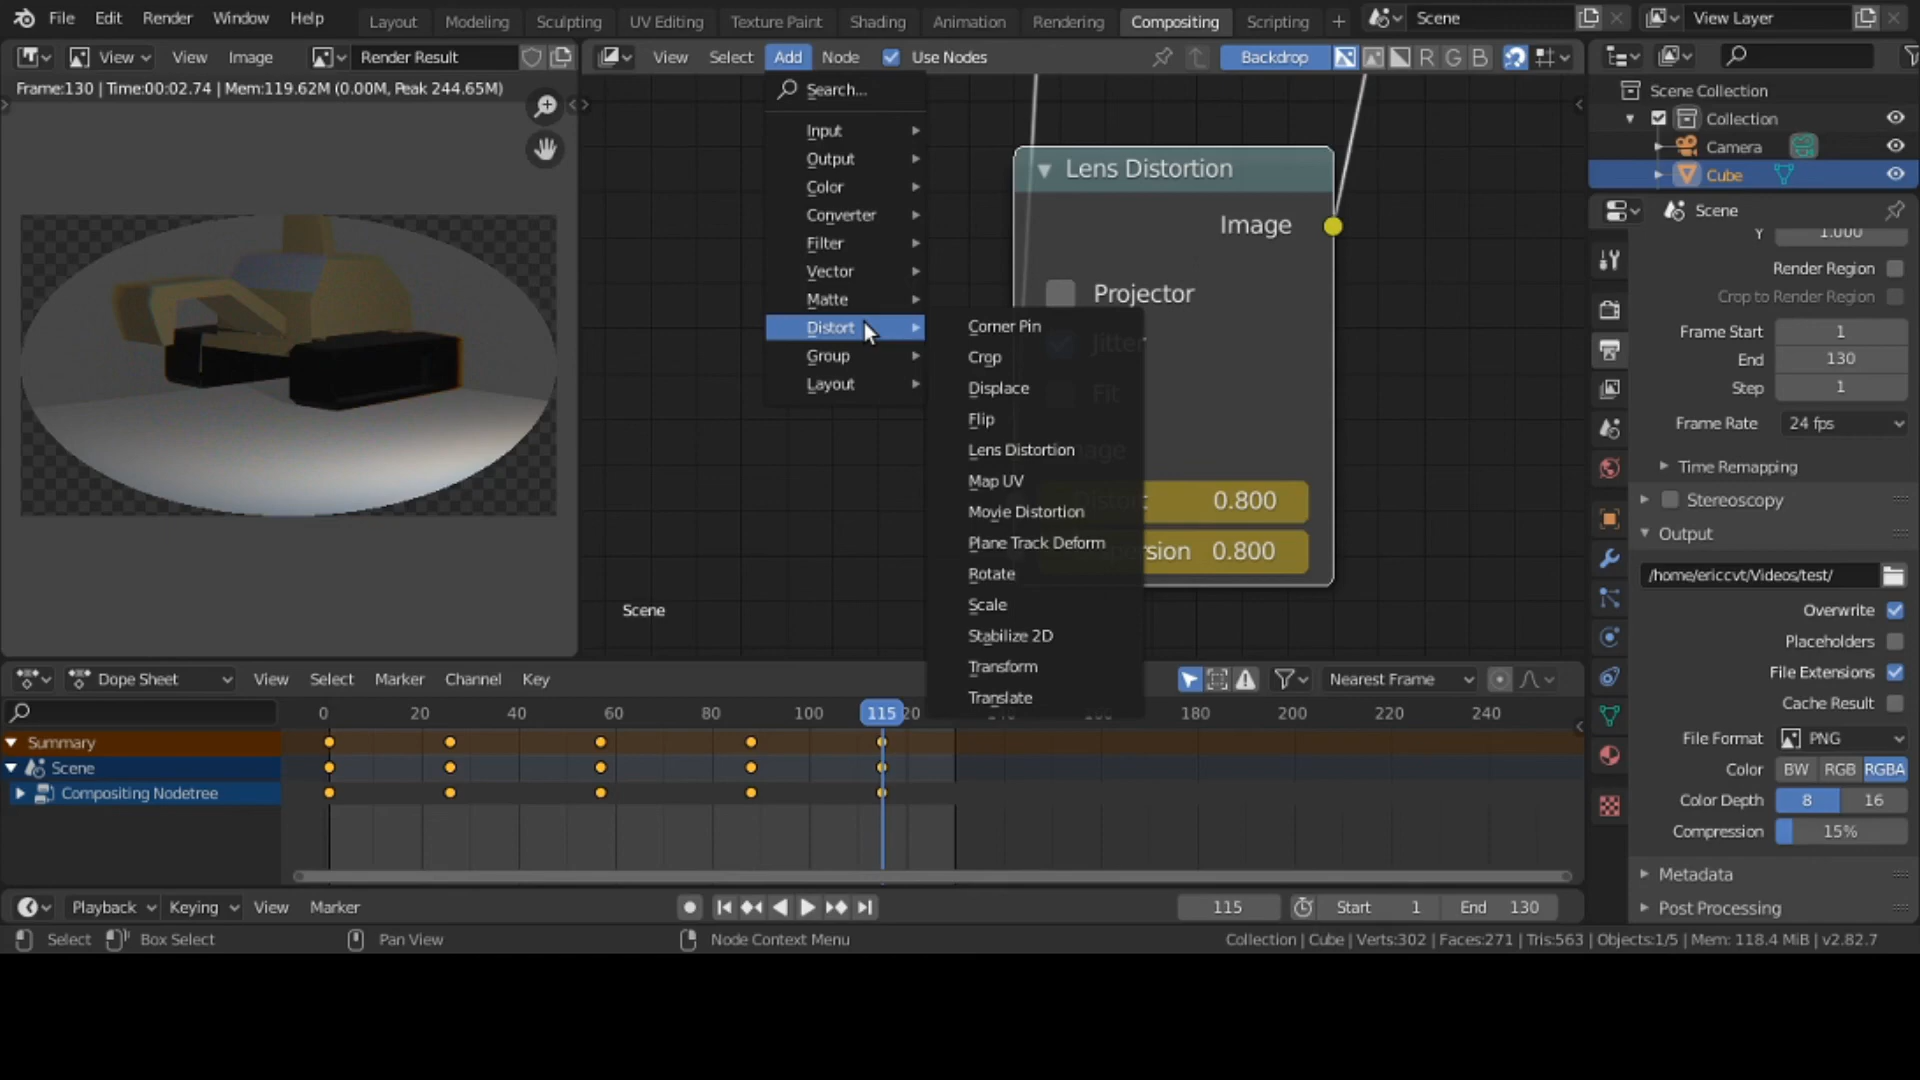 File Edit Render Window Help Layout Modeling Sculpting UV Editing Texture Paint Shading Animation Rendering Compositing Scripting + Scene View Layer
View View Image Render Result
View Select Add Node Use Nodes Backdrop R G B
Frame:130 | Time:00:02.74 | Mem:119.62M (0.00M, Peak 244.65M)
Search...
Input
Output
Color
Converter
Filter
Vector
Matte
Distort
Group
Layout
Corner Pin
Crop
Displace
Flip
Lens Distortion
Map UV
Movie Distortion
Plane Track Deform
Rotate
Scale
Stabilize 2D
Transform
Translate
Lens Distortion
Image
Projector
Jitter
Fit
0.800
0.800
Scene
Scene Collection
Collection
Camera
Cube
Scene
Y 1.000
Render Region
Crop to Render Region
Frame Start 1
End 130
Step 1
Frame Rate 24 fps
Time Remapping
Stereoscopy
Output
/home/ericcvt/Videos/test/
Overwrite
Placeholders
File Extensions
Cache Result
File Format PNG
Color BW RGB RGBA
Color Depth 8 16
Compression 15%
Metadata
Post Processing
Dope Sheet View Select Marker Channel Key Nearest Frame
0 20 40 60 80 100 115 180 200 220 240
Summary
Scene
Compositing Nodetree
Playback Keying View Marker 115 Start 1 End 130
Select Box Select Pan View Node Context Menu Collection | Cube | Verts:302 | Faces:271 | Tris:563 | Objects:1/5 | Mem: 118.4 MiB | v2.82.7